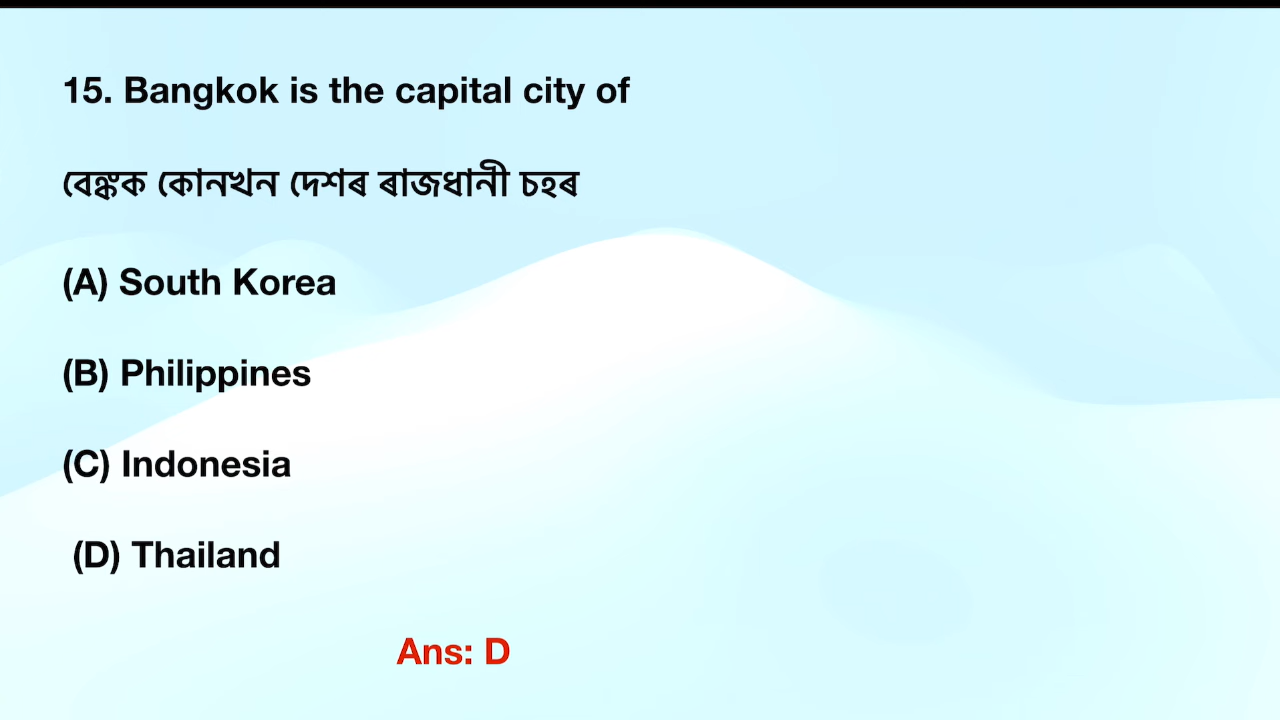 15. Bangkok is the capital city of
বেঙ্কক কোনখন দেশৰ ৰাজধানী চহৰ
(A) South Korea
(B) Philippines
(C) Indonesia
(D) Thailand
Ans: D